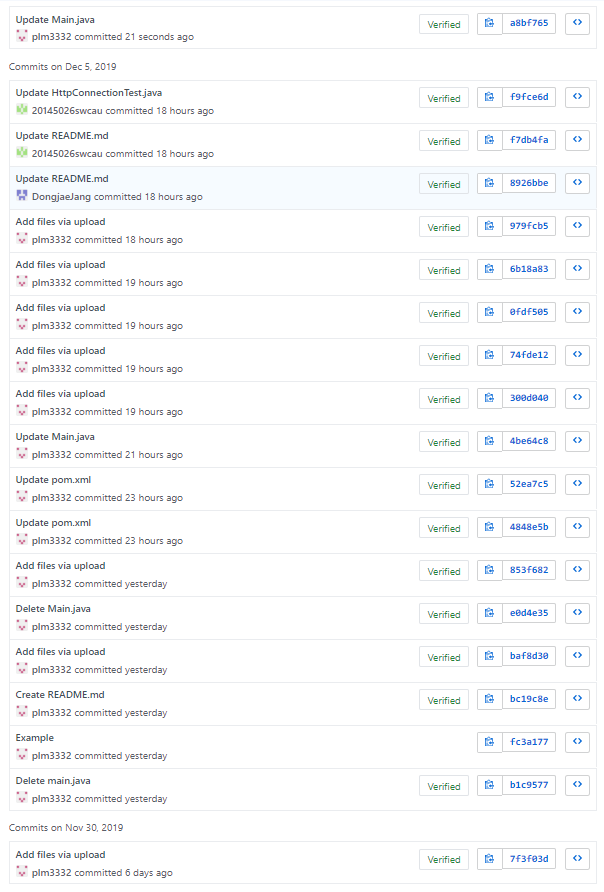 Update Main.java
Verified
a8bf765
plm3332 committed 21 seconds ago
Commits on Dec 5, 2019
Update HttpConnectionTest.java
Verified
f9fce6d
20145026swcau committed 18 hours ago
Update README.md
Verified
f7db4fa
20145026swcau committed 18 hours ago
Update README.md
Verified
8926bbe
DongjaeJang committed 18 hours ago
Add files via upload
Verified
979fcb5
plm3332 committed 18 hours ago
Add files via upload
Verified
6b18a83
plm3332 committed 19 hours ago
Add files via upload
Verified
0fdf505
plm3332 committed 19 hours ago
Add files via upload
Verified
74fde12
plm3332 committed 19 hours ago
Add files via upload
Verified
300d040
plm3332 committed 19 hours ago
Update Main.java
Verified
4be64c8
plm3332 committed 21 hours ago
Update pom.xml
Verified
52ea7c5
plm3332 committed 23 hours ago
Update pom.xml
Verified
4848e5b
plm3332 committed 23 hours ago
Add files via upload
Verified
853f682
plm3332 committed yesterday
Delete Main.java
Verified
e0d4e35
plm3332 committed yesterday
Add files via upload
Verified
baf8d30
plm3332 committed yesterday
Create README.md
Verified
bc19c8e
plm3332 committed yesterday
Example
fc3a177
plm3332 committed yesterday
Delete main.java
Verified
b1c9577
plm3332 committed yesterday
Commits on Nov 30, 2019
Add files via upload
Verified
7f3f03d
plm3332 committed 6 days ago